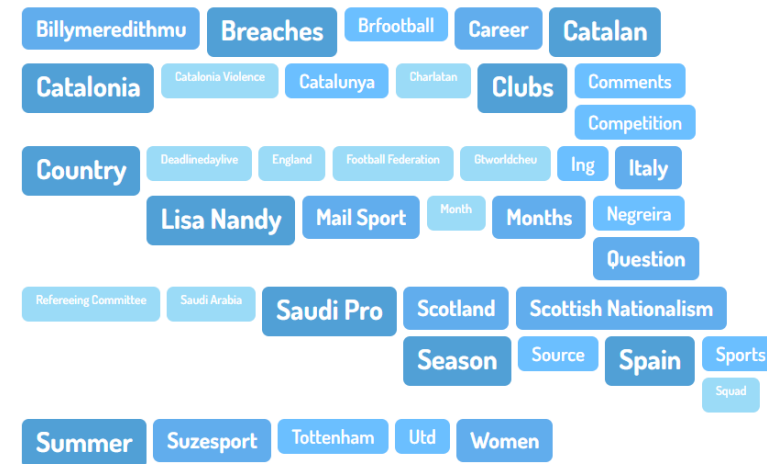 Billymeredithmu Breaches Brfootball Career Catalan
Catalonia Catalonia Violence Catalunya Charlatan Clubs Comments
Competition
Country Deadlinedaylive England Football Federation Gtworldcheu Ing Italy
Lisa Nandy Mail Sport Month Months Negreira
Question
Refereeing Committee Saudi Arabia Saudi Pro Scotland Scottish Nationalism
Season Source Spain Sports
Squad
Summer Suzesport Tottenham Utd Women